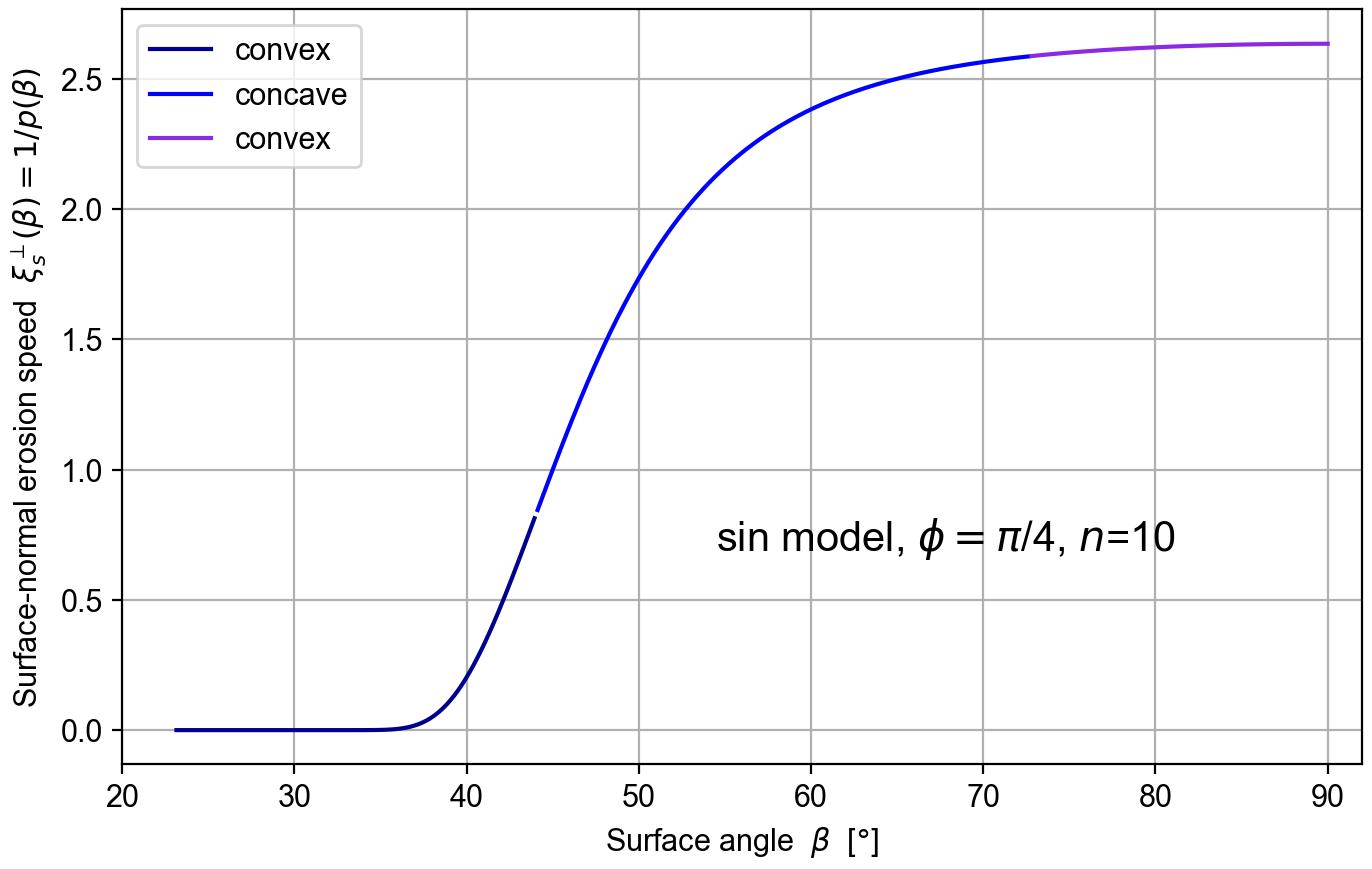 convex
concave
convex
Surface-normal erosion speed ξₛ^⊥(β) = 1/p(β)
2.5
2.0
1.5
1.0
0.5
0.0
sin model, ϕ = π/4, n=10
20 30 40 50 60 70 80 90
Surface angle β [°]